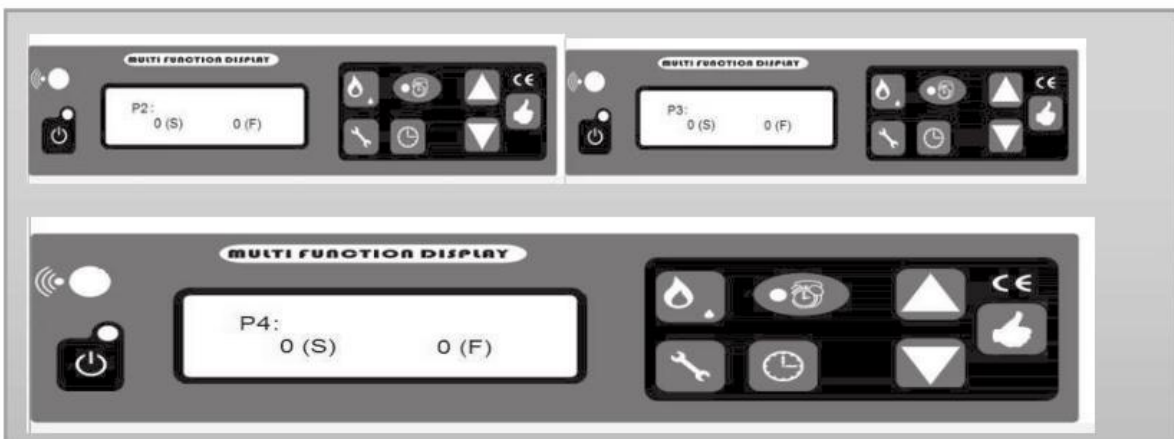 MULTI FUNCTION DISPLAY
CE
P2:
0 (S) 0 (F)
MULTI FUNCTION DISPLAY
CE
P3:
0 (S) 0 (F)
MULTI FUNCTION DISPLAY
CE
P4:
0 (S) 0 (F)